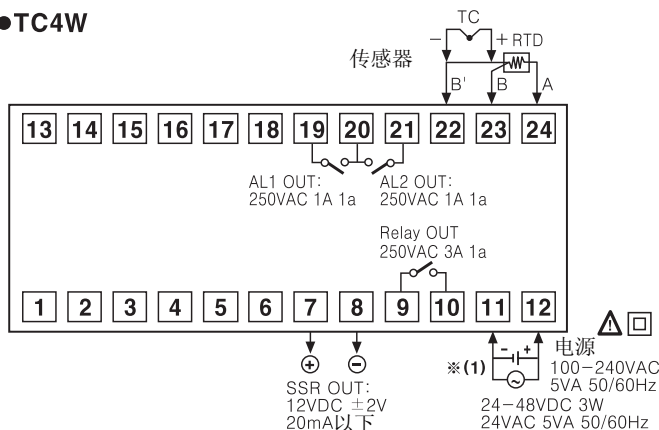 ●TC4W
TC
− + RTD
传感器
B' B A
13 14 15 16 17 18 19 20 21 22 23 24
AL1 OUT: AL2 OUT:
250VAC 1A 1a 250VAC 1A 1a
Relay OUT
250VAC 3A 1a
1 2 3 4 5 6 7 8 9 10 11 12
+ −
- +
电源
※(1) 100−240VAC
5VA 50/60Hz
SSR OUT:
12VDC ±2V
20mA以下
24−48VDC 3W
24VAC 5VA 50/60Hz